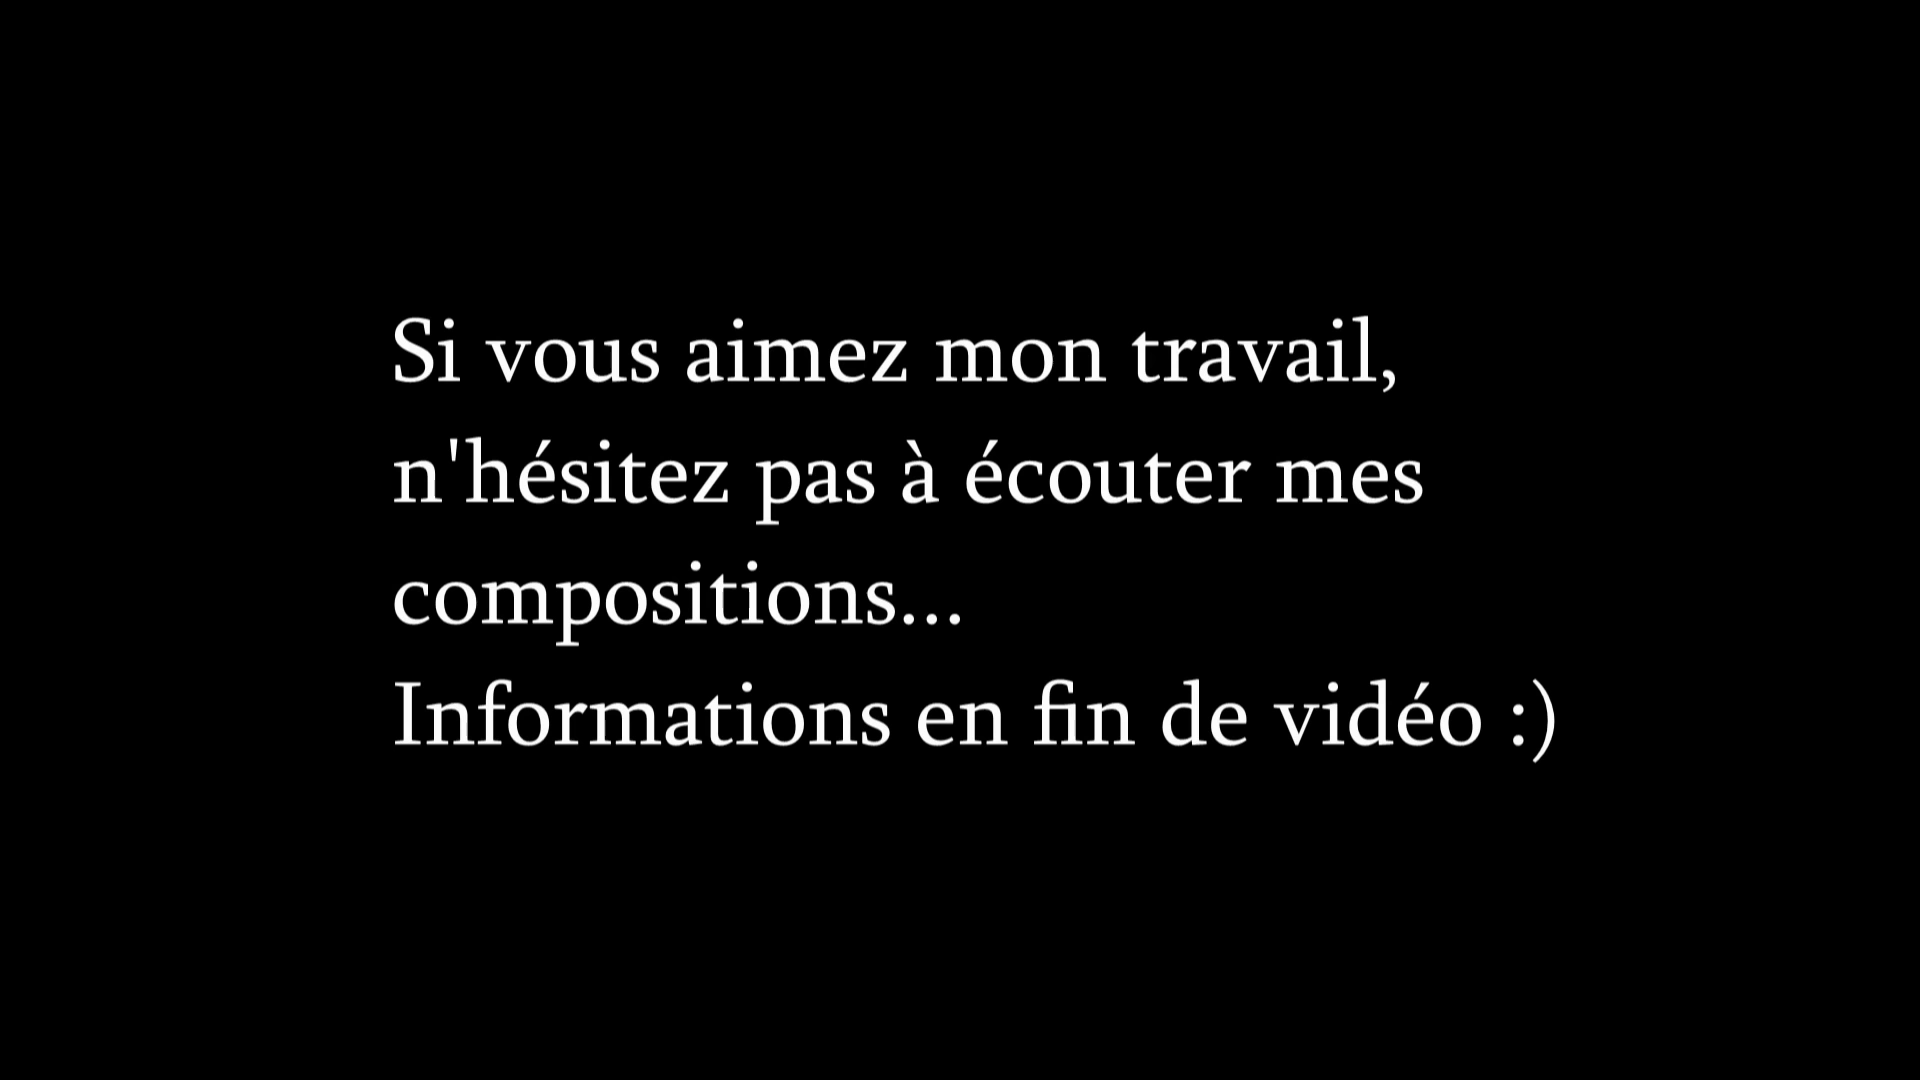 Si vous aimez mon travail,
n'hésitez pas à écouter mes
compositions...
Informations en fin de vidéo :)